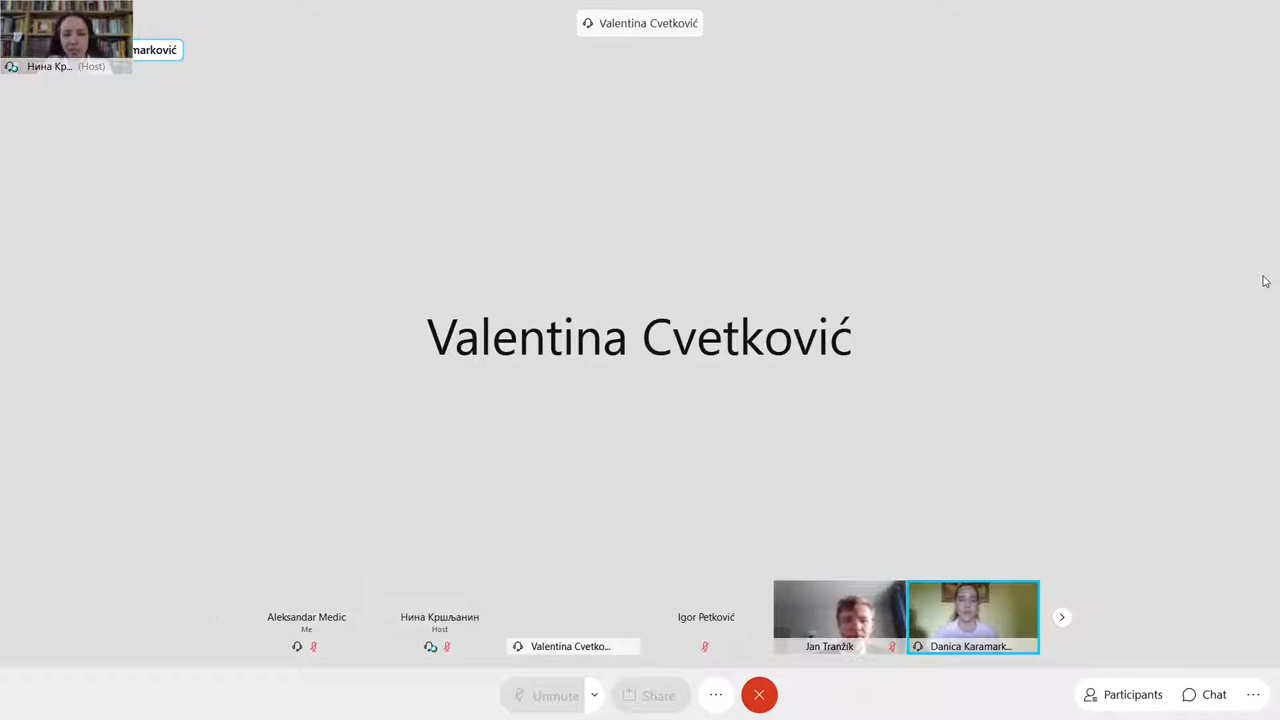 Valentina Cvetković
marković
Нина Кр... (Host)
Valentina Cvetković
Aleksandar Medic
Me
Нина Кршљанин
Host
Valentina Cvetko...
Igor Petković
Jan Tranžík
Danica Karamark...
Unmute
Share
Participants
Chat